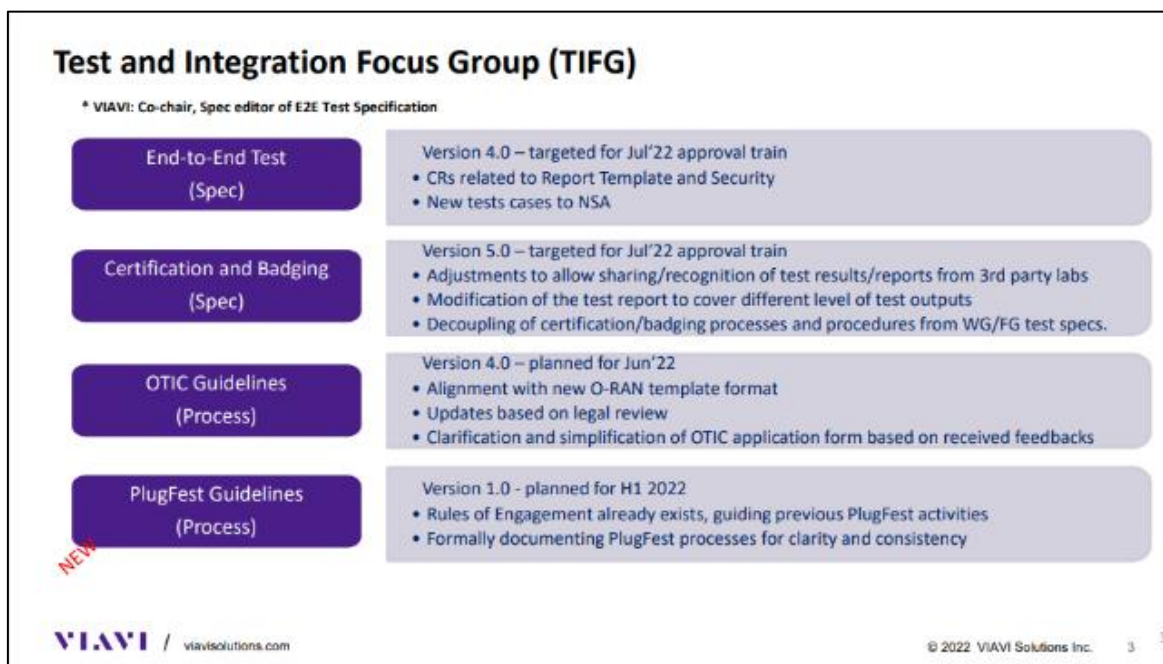 Test and Integration Focus Group (TIFG)
* VIAVI: Co-chair, Spec editor of E2E Test Specification
End-to-End Test
(Spec)
Version 4.0 – targeted for Jul'22 approval train
• CRs related to Report Template and Security
• New tests cases to NSA
Certification and Badging
(Spec)
Version 5.0 – targeted for Jul'22 approval train
• Adjustments to allow sharing/recognition of test results/reports from 3rd party labs
• Modification of the test report to cover different level of test outputs
• Decoupling of certification/badging processes and procedures from WG/FG test specs.
OTIC Guidelines
(Process)
Version 4.0 – planned for Jun'22
• Alignment with new O-RAN template format
• Updates based on legal review
• Clarification and simplification of OTIC application form based on received feedbacks
PlugFest Guidelines
(Process)
NEW
Version 1.0 - planned for H1 2022
• Rules of Engagement already exists, guiding previous PlugFest activities
• Formally documenting PlugFest processes for clarity and consistency
VIAVI / viavisolutions.com
© 2022 VIAVI Solutions Inc. 3